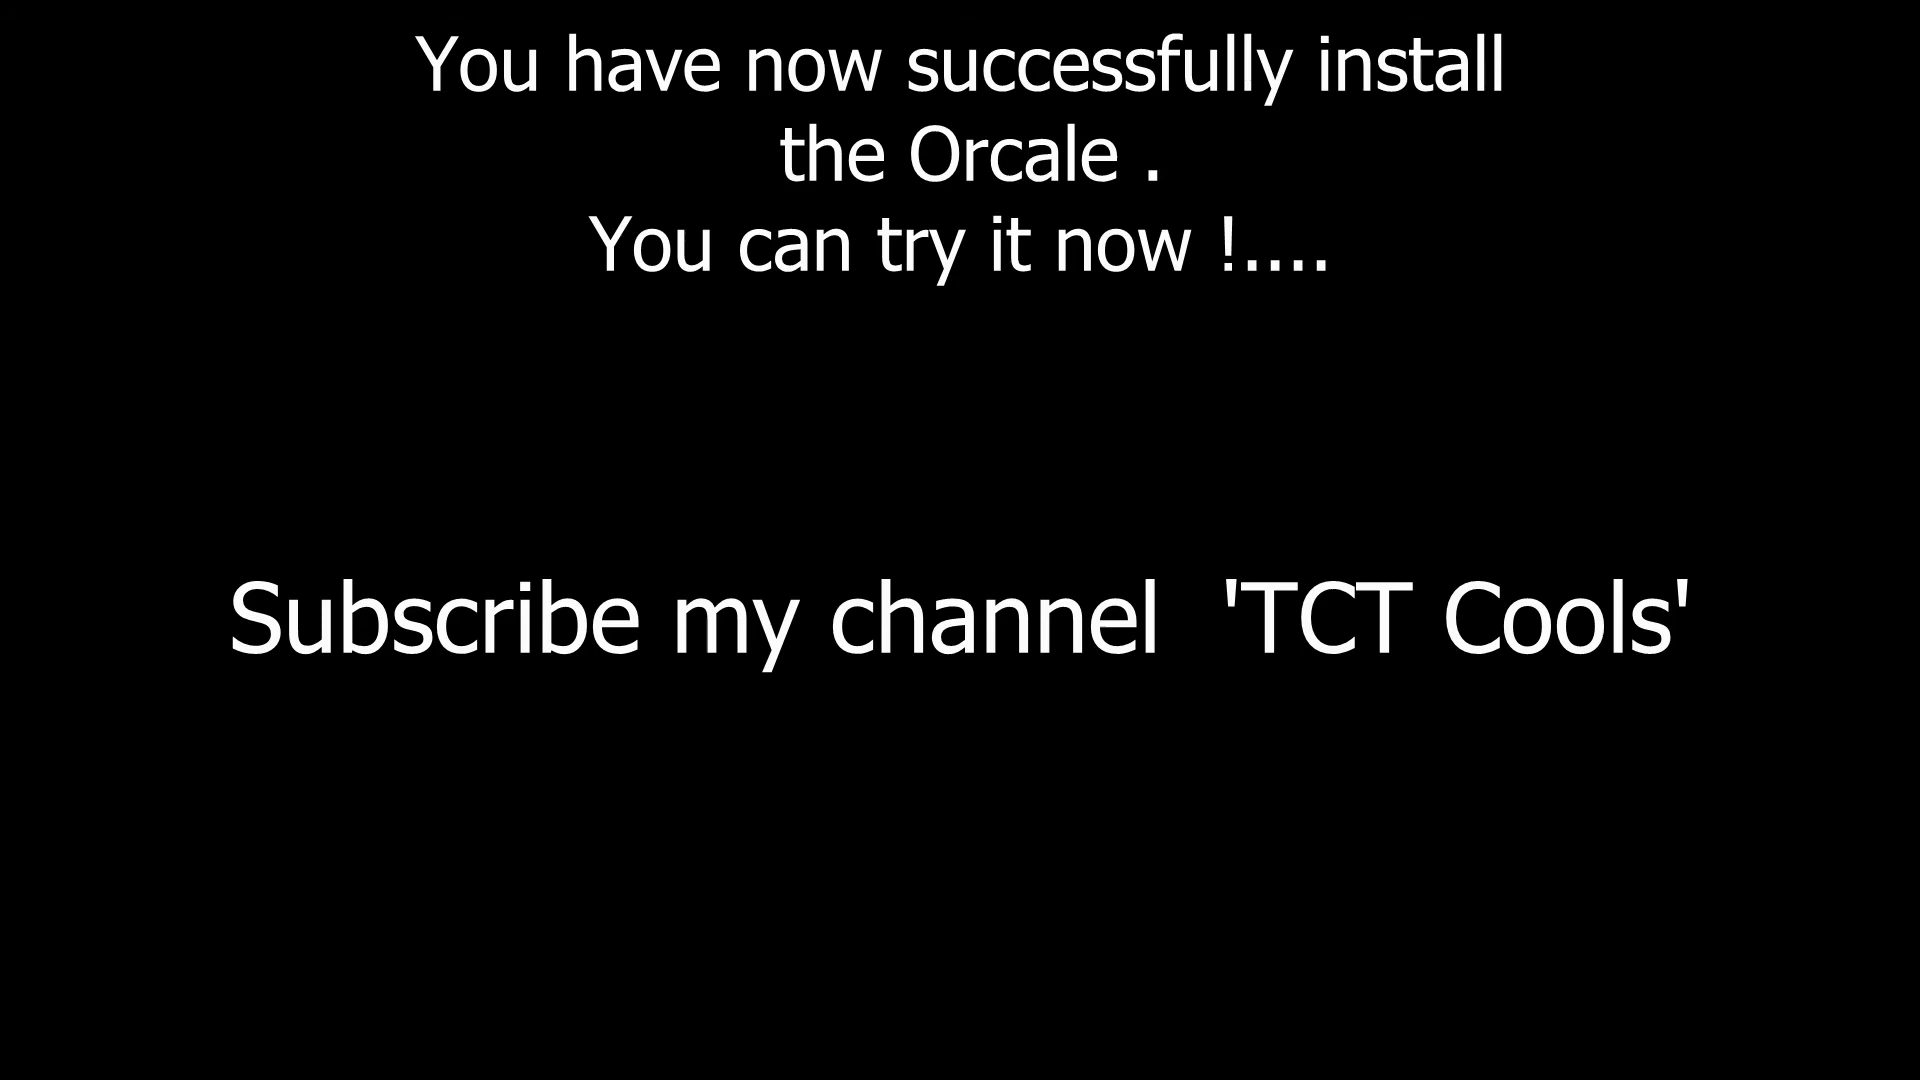 You have now successfully install
the Orcale .
You can try it now !....
Subscribe my channel  'TCT Cools'